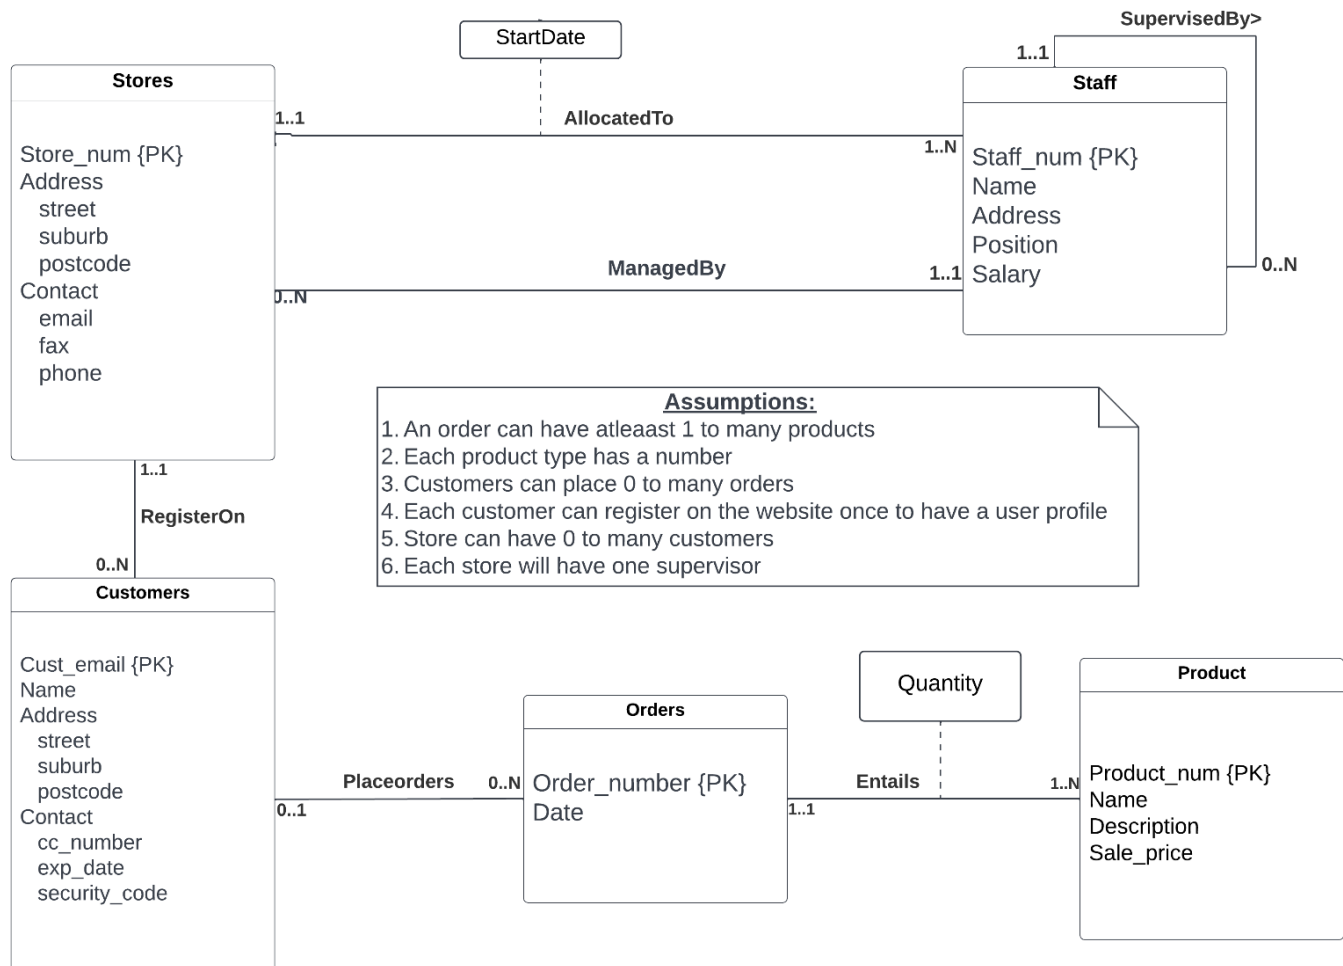 SupervisedBy>
StartDate
1..1
Stores
Staff
1..1
AllocatedTo
1..N
Store_num {PK}
Address
street
suburb
postcode
Contact
email
fax
phone
Staff_num {PK}
Name
Address
Position
Salary
0..N
ManagedBy
1..1
0..N
Assumptions:
1. An order can have atleaast 1 to many products
2. Each product type has a number
3. Customers can place 0 to many orders
4. Each customer can register on the website once to have a user profile
5. Store can have 0 to many customers
6. Each store will have one supervisor
1..1
RegisterOn
0..N
Customers
Cust_email {PK}
Name
Address
street
suburb
postcode
Contact
cc_number
exp_date
security_code
Placeorders
0..N
0..1
Orders
Order_number {PK}
Date
Quantity
Entails
1..1
1..N
Product
Product_num {PK}
Name
Description
Sale_price